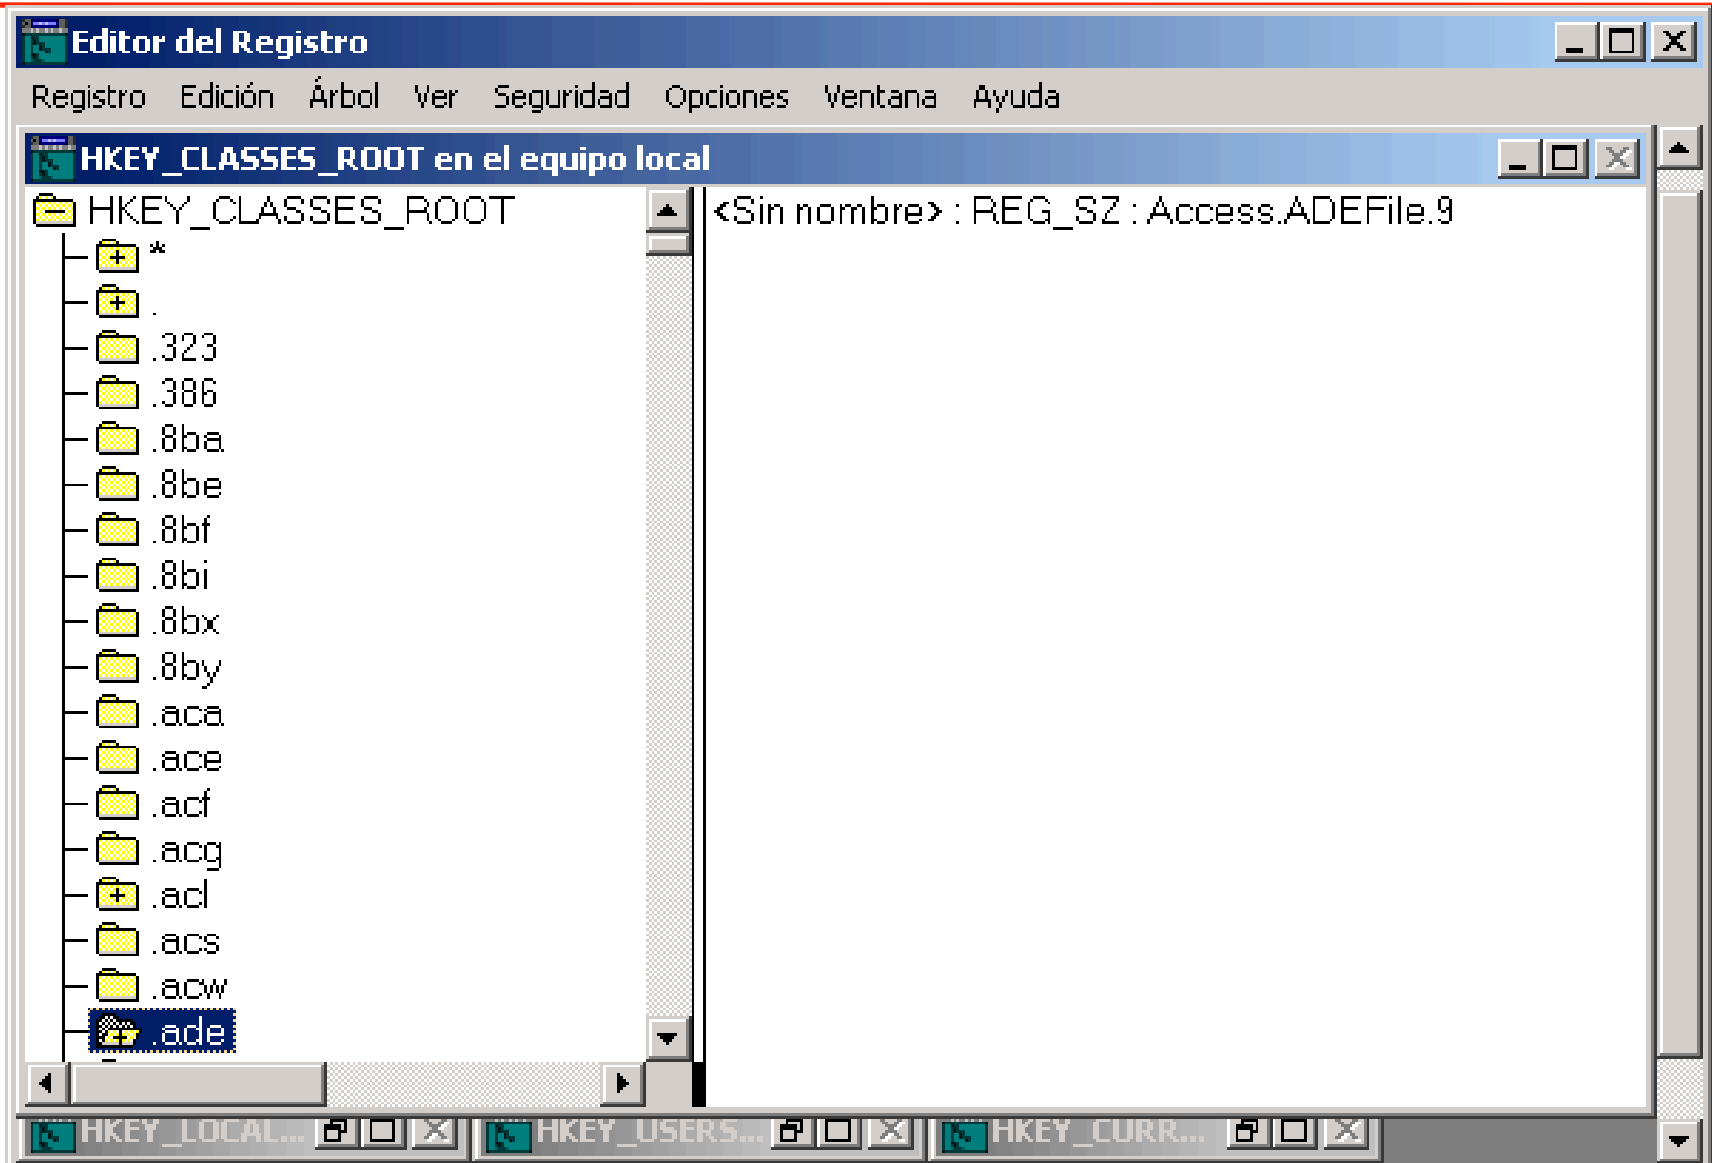 Editor del Registro
Registro Edición Árbol Ver Seguridad Opciones Ventana Ayuda
HKEY_CLASSES_ROOT en el equipo local
HKEY_CLASSES_ROOT
*
.
.323
.386
.8ba
.8be
.8bf
.8bi
.8bx
.8by
.aca
.ace
.acf
.acg
.acl
.acs
.acw
.ade
<Sin nombre> : REG_SZ : Access.ADEFile.9
HKEY_LOCAL... HKEY_USERS... HKEY_CURR...